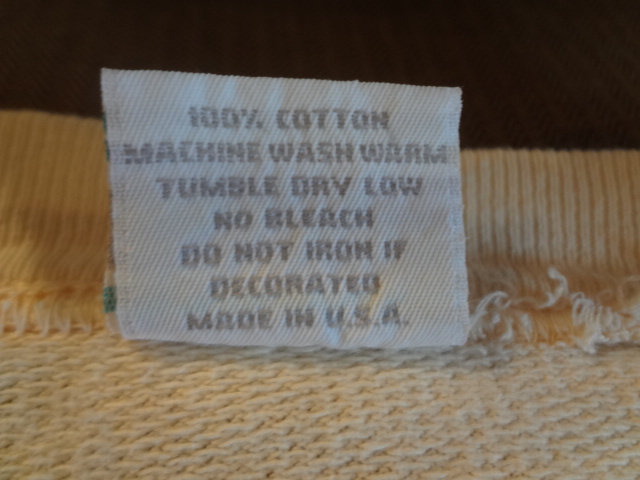 100% COTTON
MACHINE WASH WARM
TUMBLE DRY LOW
NO BLEACH
DO NOT IRON IF
DECORATED
MADE IN U.S.A.